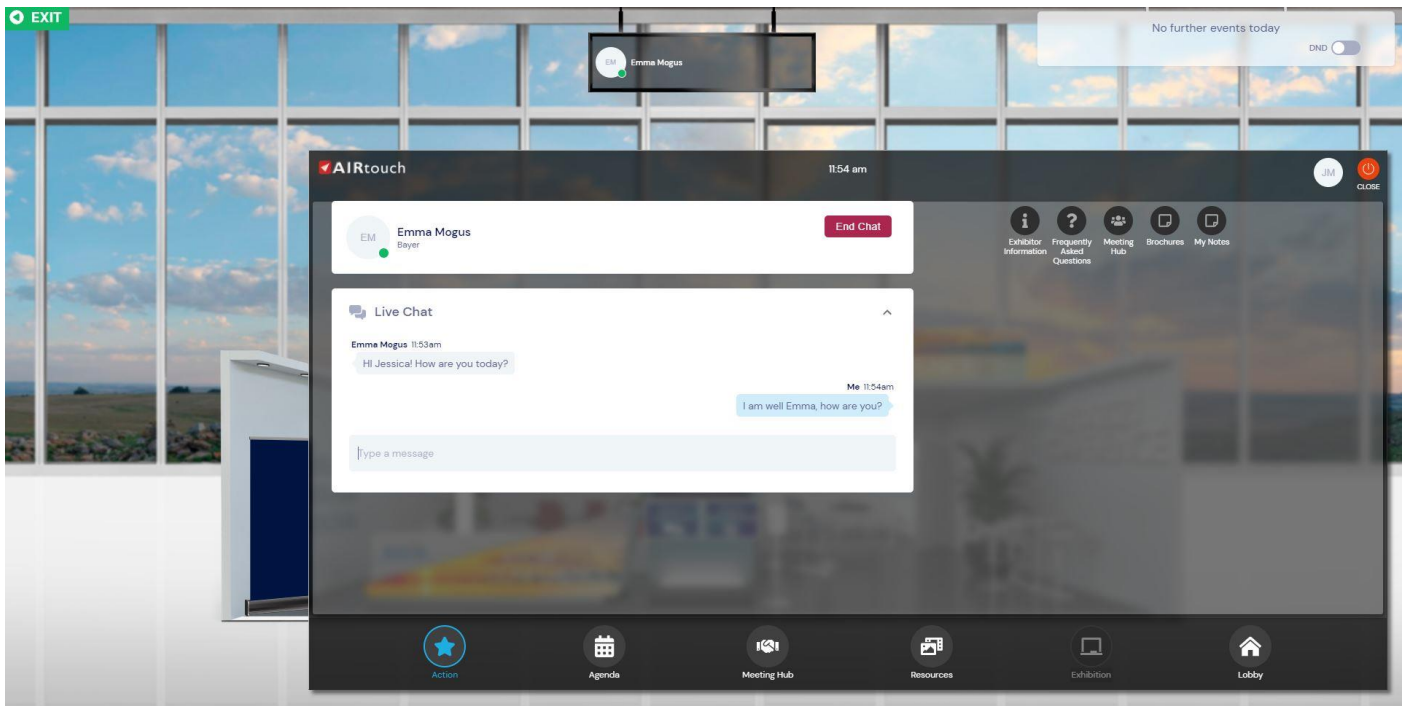 EXIT
No further events today
DND
EM
Emma Mogus
AIRtouch
11:54 am
JM
CLOSE
EM
Emma Mogus
Bayer
End Chat
Exhibitor
Information
Frequently
Asked
Questions
Meeting
Hub
Brochures
My Notes
Live Chat
Emma Mogus 11:53am
HI Jessica! How are you today?
Me 11:54am
I am well Emma, how are you?
Type a message
Action
Agenda
Meeting Hub
Resources
Exhibition
Lobby